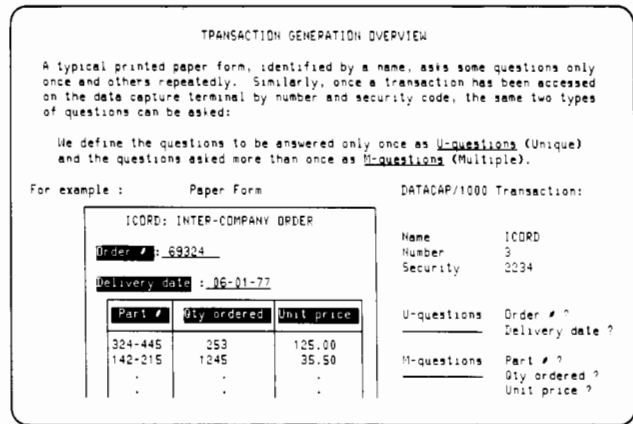 TPANSACTION GENERATION OVERVIEW
A typical printed paper form, identified by a name, asks some questions only
once and others repeatedly. Similarly, once a transaction has been accessed
on the data capture terminal by number and security code, the same two types
of questions can be asked:
We define the questions to be answered only once as U-questions (Unique)
and the questions asked more than once as M-questions (Multiple).
For example : Paper Form DATACAP/1000 Transaction:
ICORD: INTER-COMPANY ORDER
Order # : 69324
Delivery date : 06-01-77
Part # Qty ordered Unit price
324-445 253 125.00
142-215 1245 35.50
. . .
. . .
Name ICORD
Number 3
Security 2234
U-questions Order # ?
Delivery date ?
M-questions Part # ?
Qty ordered ?
Unit price ?